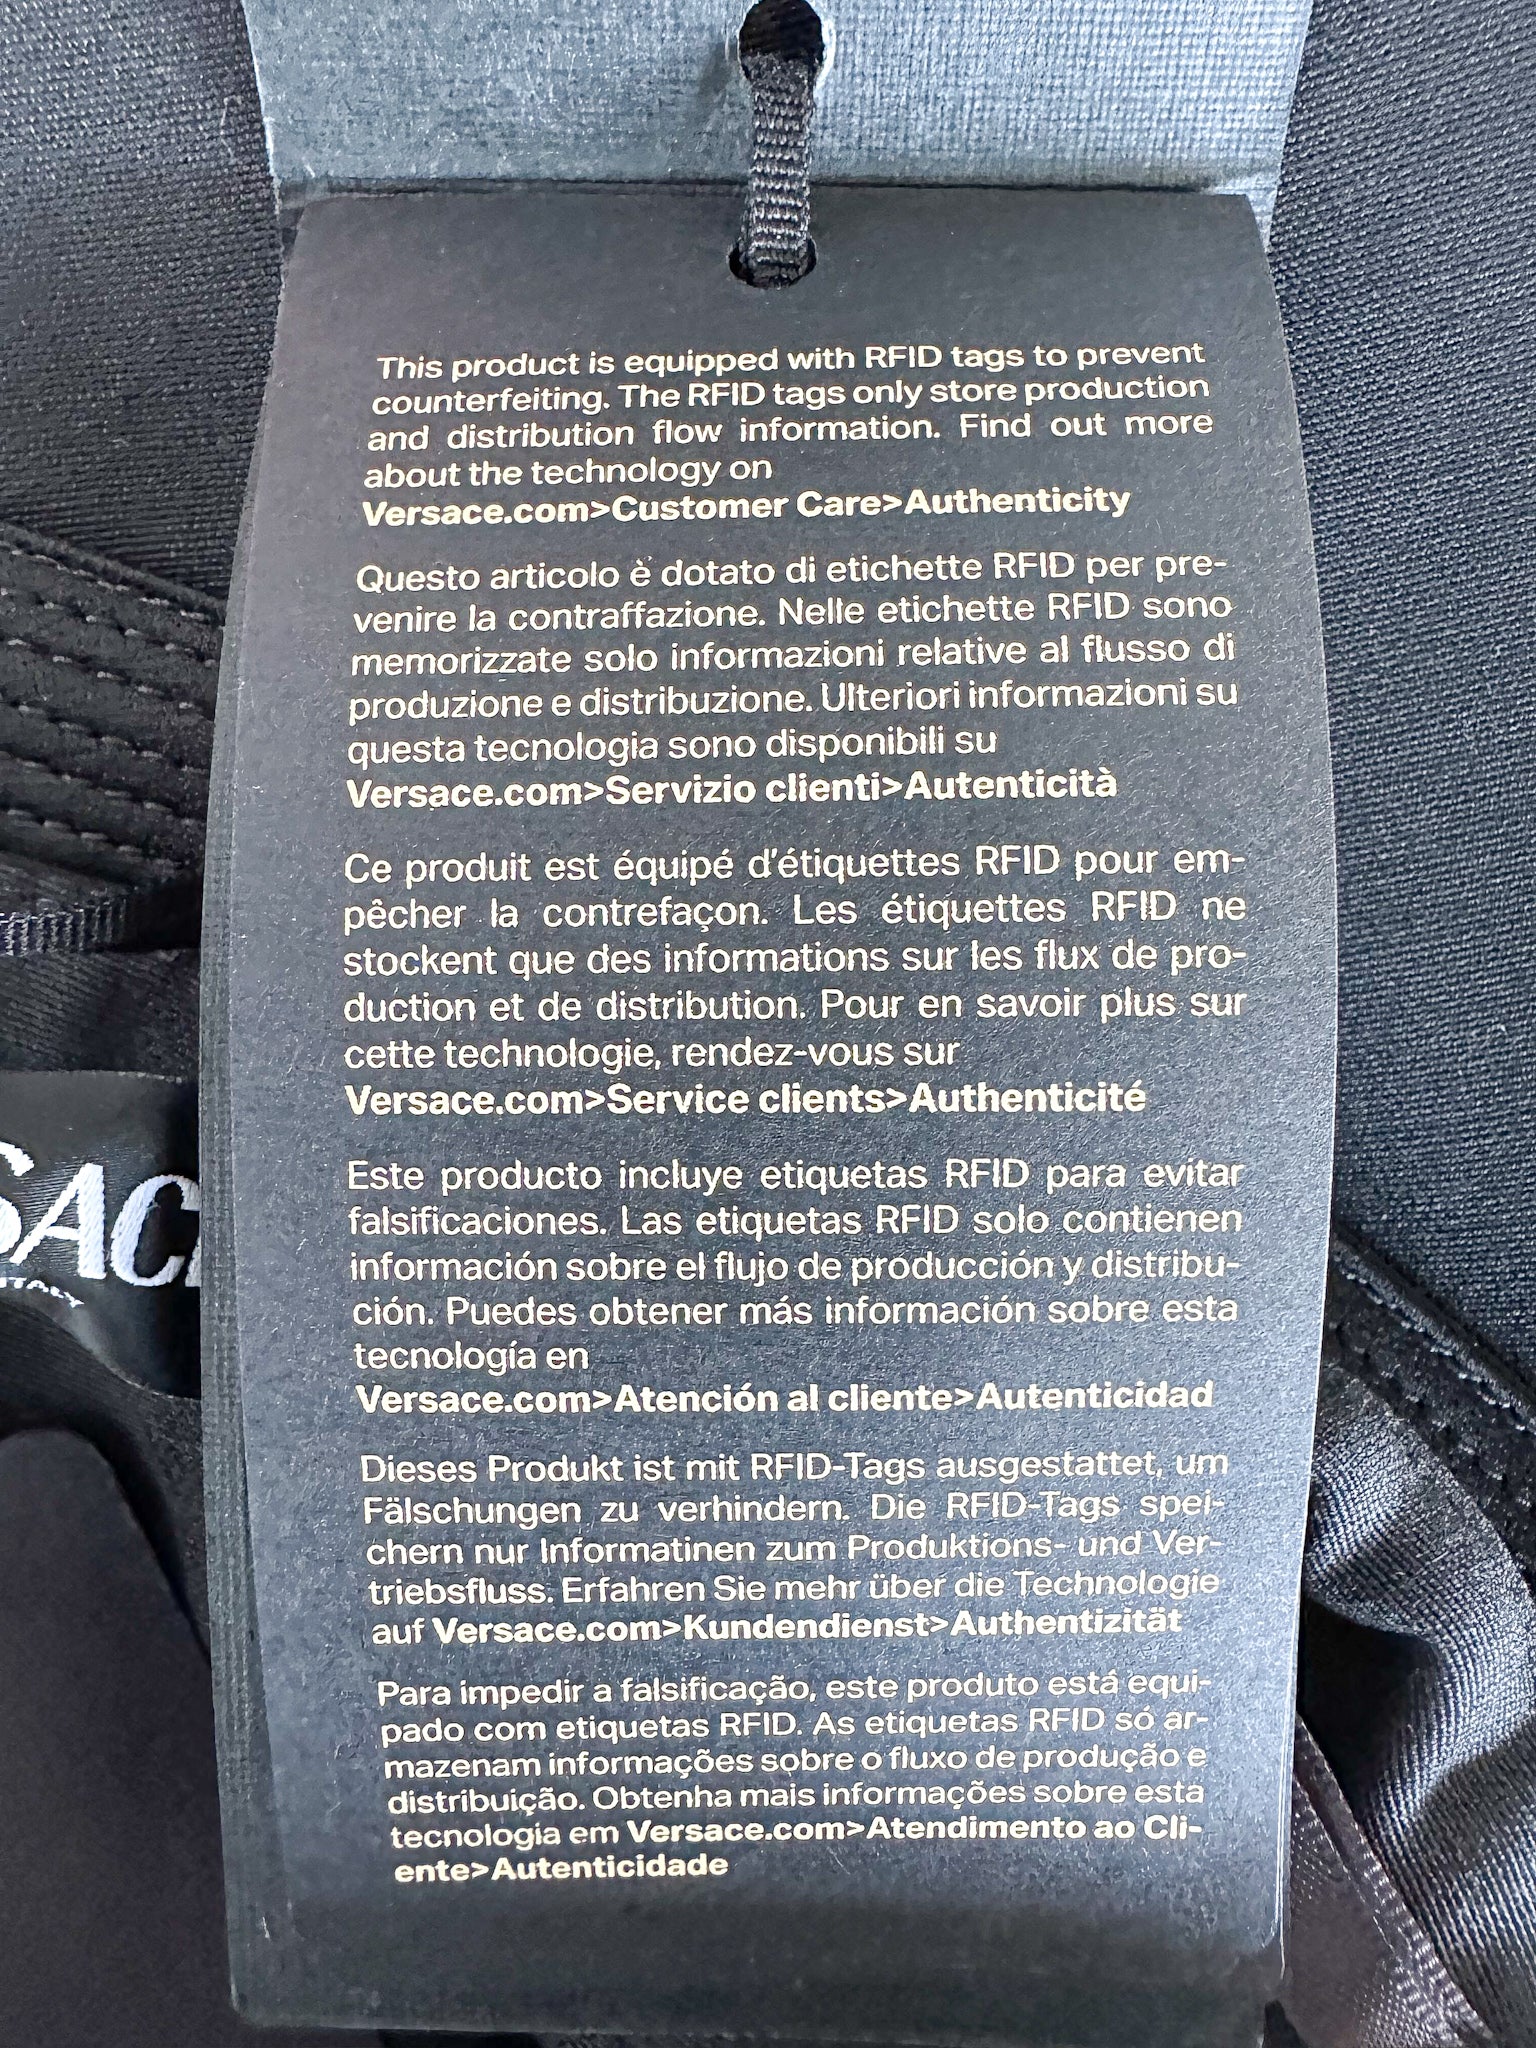 This product is equipped with RFID tags to prevent
counterfeiting. The RFID tags only store production
and distribution flow information. Find out more
about the technology on
Versace.com>Customer Care>Authenticity
Questo articolo è dotato di etichette RFID per pre-
venire la contraffazione. Nelle etichette RFID sono
memorizzate solo informazioni relative al flusso di
produzione e distribuzione. Ulteriori informazioni su
questa tecnologia sono disponibili su
Versace.com>Servizio clienti>Autenticità
Ce produit est équipé d'étiquettes RFID pour em-
pêcher la contrefaçon. Les étiquettes RFID ne
stockent que des informations sur les flux de pro-
duction et de distribution. Pour en savoir plus sur
cette technologie, rendez-vous sur
Versace.com>Service clients>Authenticité
Este producto incluye etiquetas RFID para evitar
falsificaciones. Las etiquetas RFID solo contienen
información sobre el flujo de producción y distribu-
ción. Puedes obtener más información sobre esta
tecnología en
Versace.com>Atención al cliente>Autenticidad
Dieses Produkt ist mit RFID-Tags ausgestattet, um
Fälschungen zu verhindern. Die RFID-Tags spei-
chern nur Informatinen zum Produktions- und Ver-
triebsfluss. Erfahren Sie mehr über die Technologie
auf Versace.com>Kundendienst>Authentizität
Para impedir a falsificação, este produto está equi-
pado com etiquetas RFID. As etiquetas RFID só ar-
mazenam informações sobre o fluxo de produção e
distribuição. Obtenha mais informações sobre esta
tecnologia em Versace.com>Atendimento ao Cli-
ente>Autenticidade
SAC
ITALY